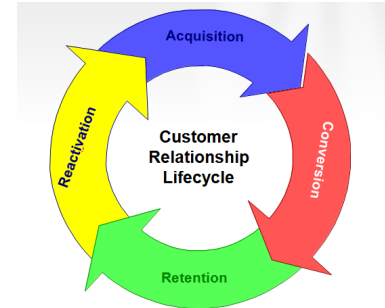 Acquisition
Conversion
Customer
Relationship
Lifecycle
Reactivation
Retention